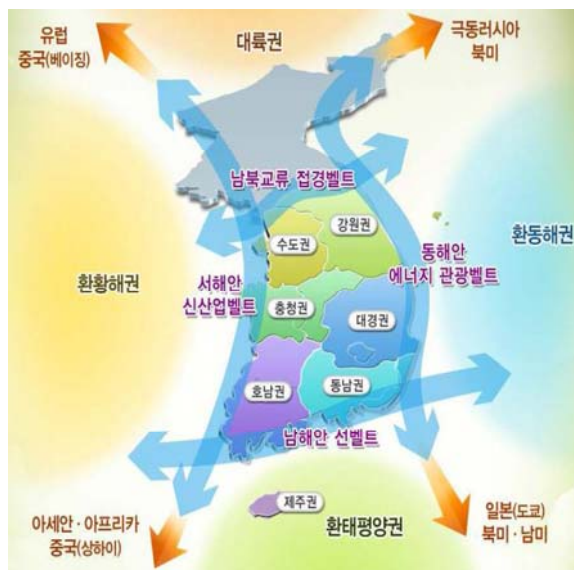 유럽
중국(베이징)
대륙권
극동러시아
북미
남북교류 접경벨트
강원권
수도권
환동해권
동해안
에너지 관광벨트
환황해권
서해안
신산업벨트
충청권
대경권
호남권
동남권
남해안 선벨트
제주권
환태평양권
아세안·아프리카
중국(상하이)
일본(도쿄)
북미·남미